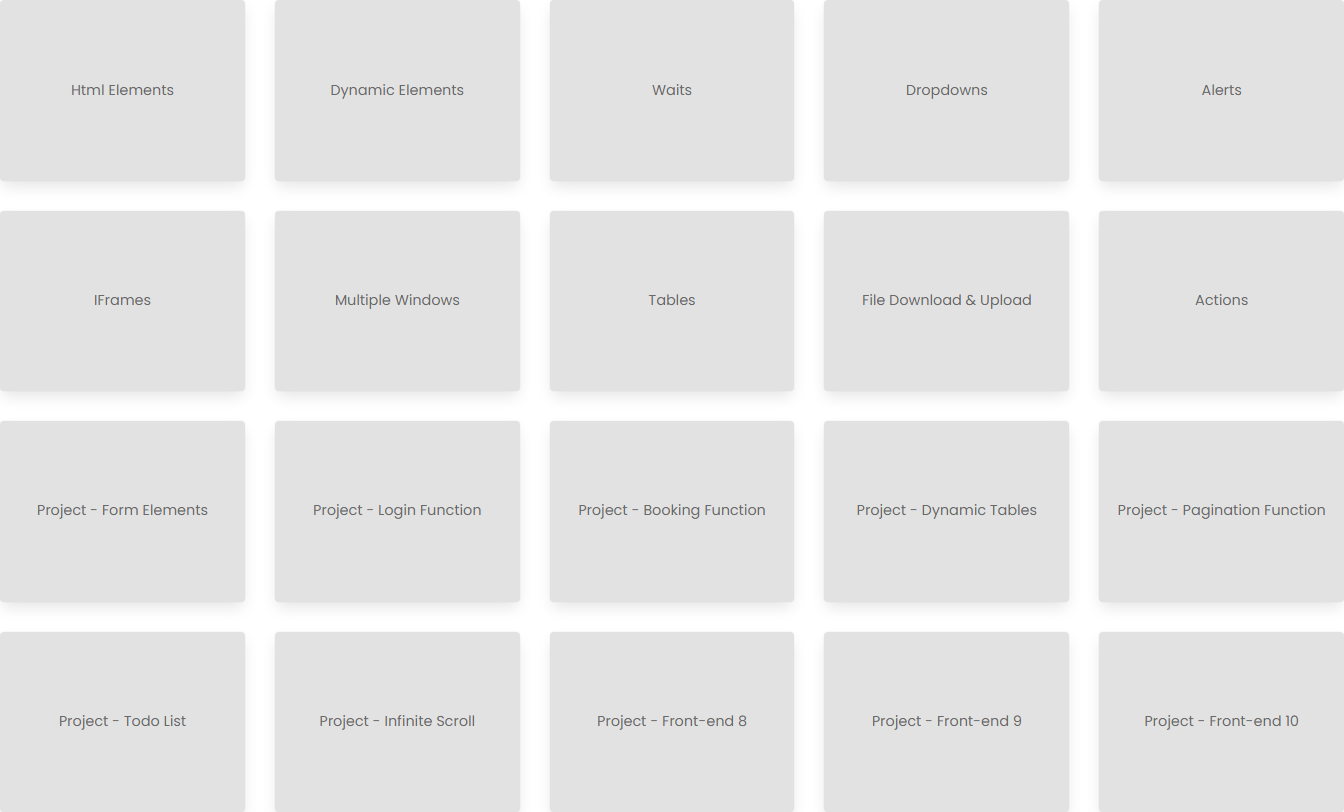 Html Elements
Dynamic Elements
Waits
Dropdowns
Alerts
IFrames
Multiple Windows
Tables
File Download & Upload
Actions
Project - Form Elements
Project - Login Function
Project - Booking Function
Project - Dynamic Tables
Project - Pagination Function
Project - Todo List
Project - Infinite Scroll
Project - Front-end 8
Project - Front-end 9
Project - Front-end 10